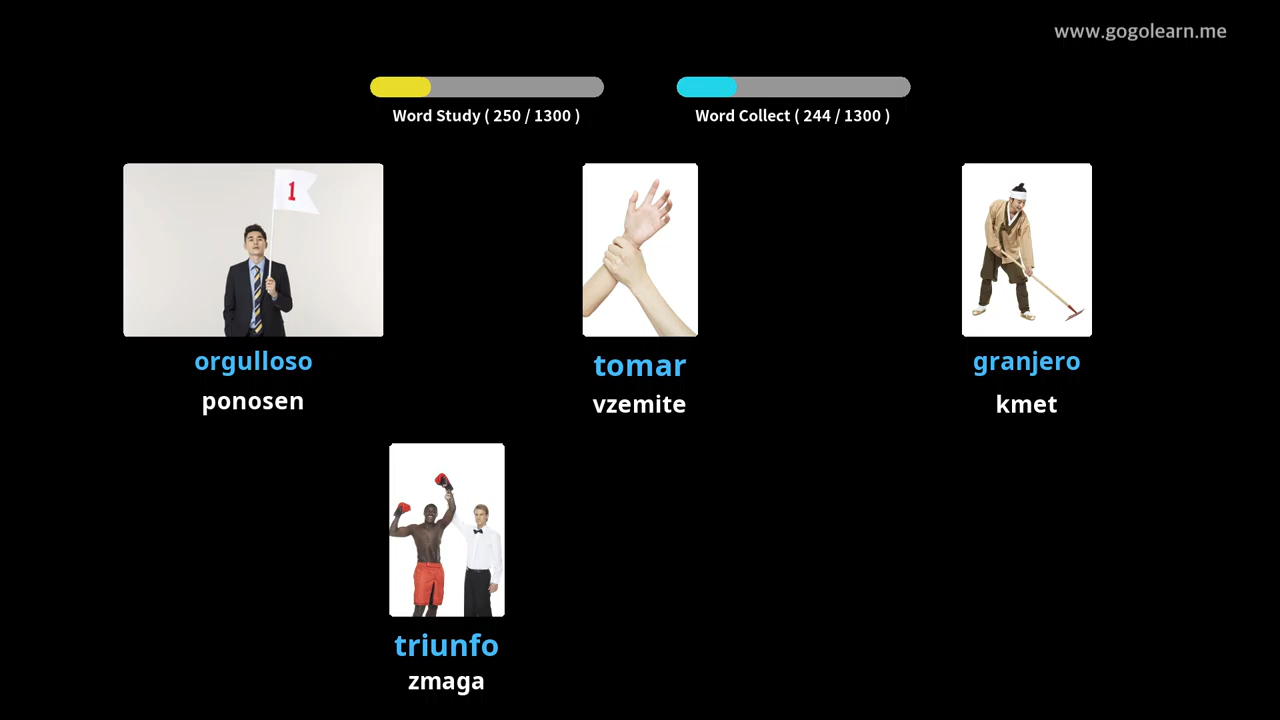 www.gogolearn.me
Word Study ( 250 / 1300 )
Word Collect ( 244 / 1300 )
1
orgulloso
ponosen
tomar
vzemite
granjero
kmet
triunfo
zmaga